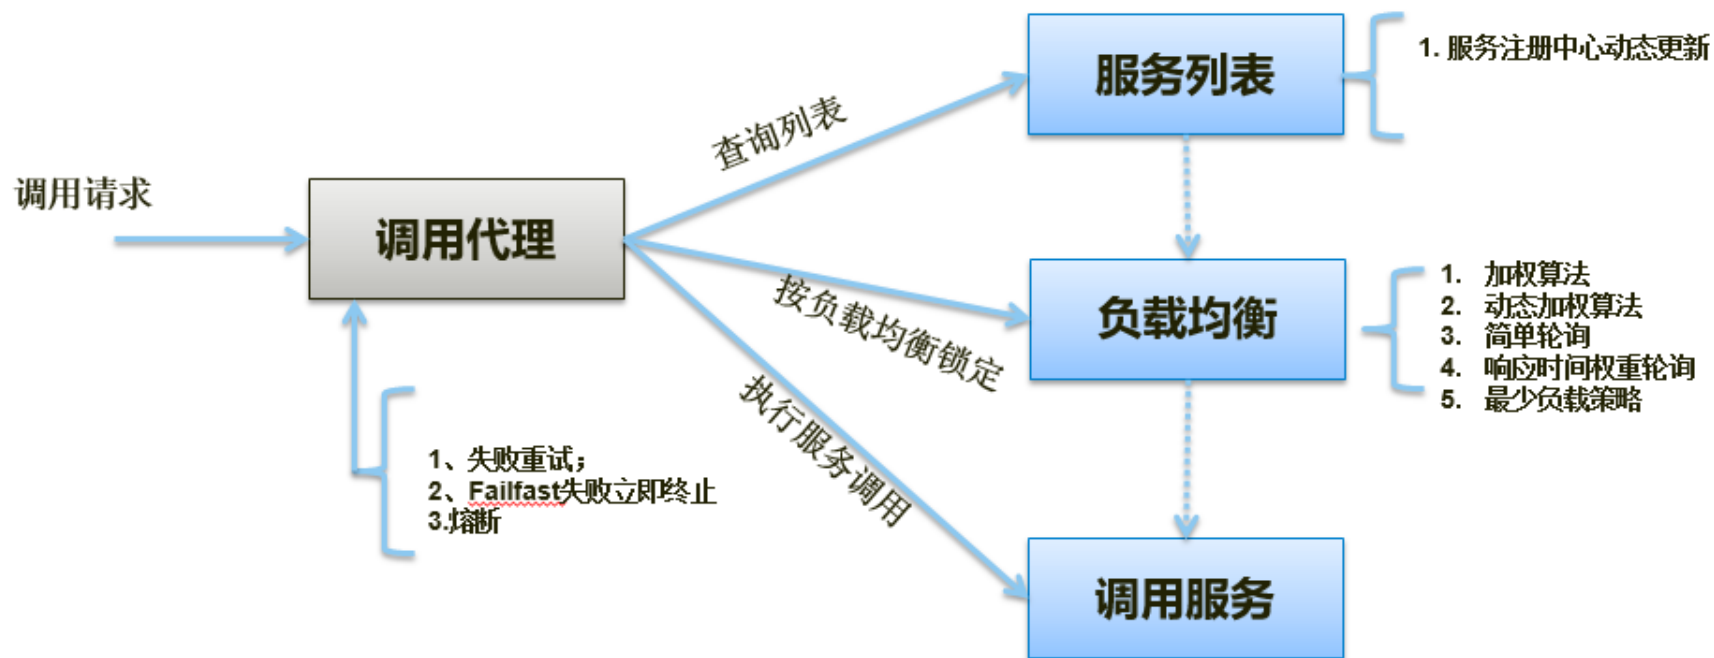 服务列表
1. 服务注册中心动态更新
查询列表
调用请求
调用代理
按负载均衡锁定
负载均衡
1. 加权算法
2. 动态加权算法
3. 简单轮询
4. 响应时间权重轮询
5. 最少负载策略
执行服务调用
1、失败重试；
2、Failfast失败立即终止
3.熔断
调用服务